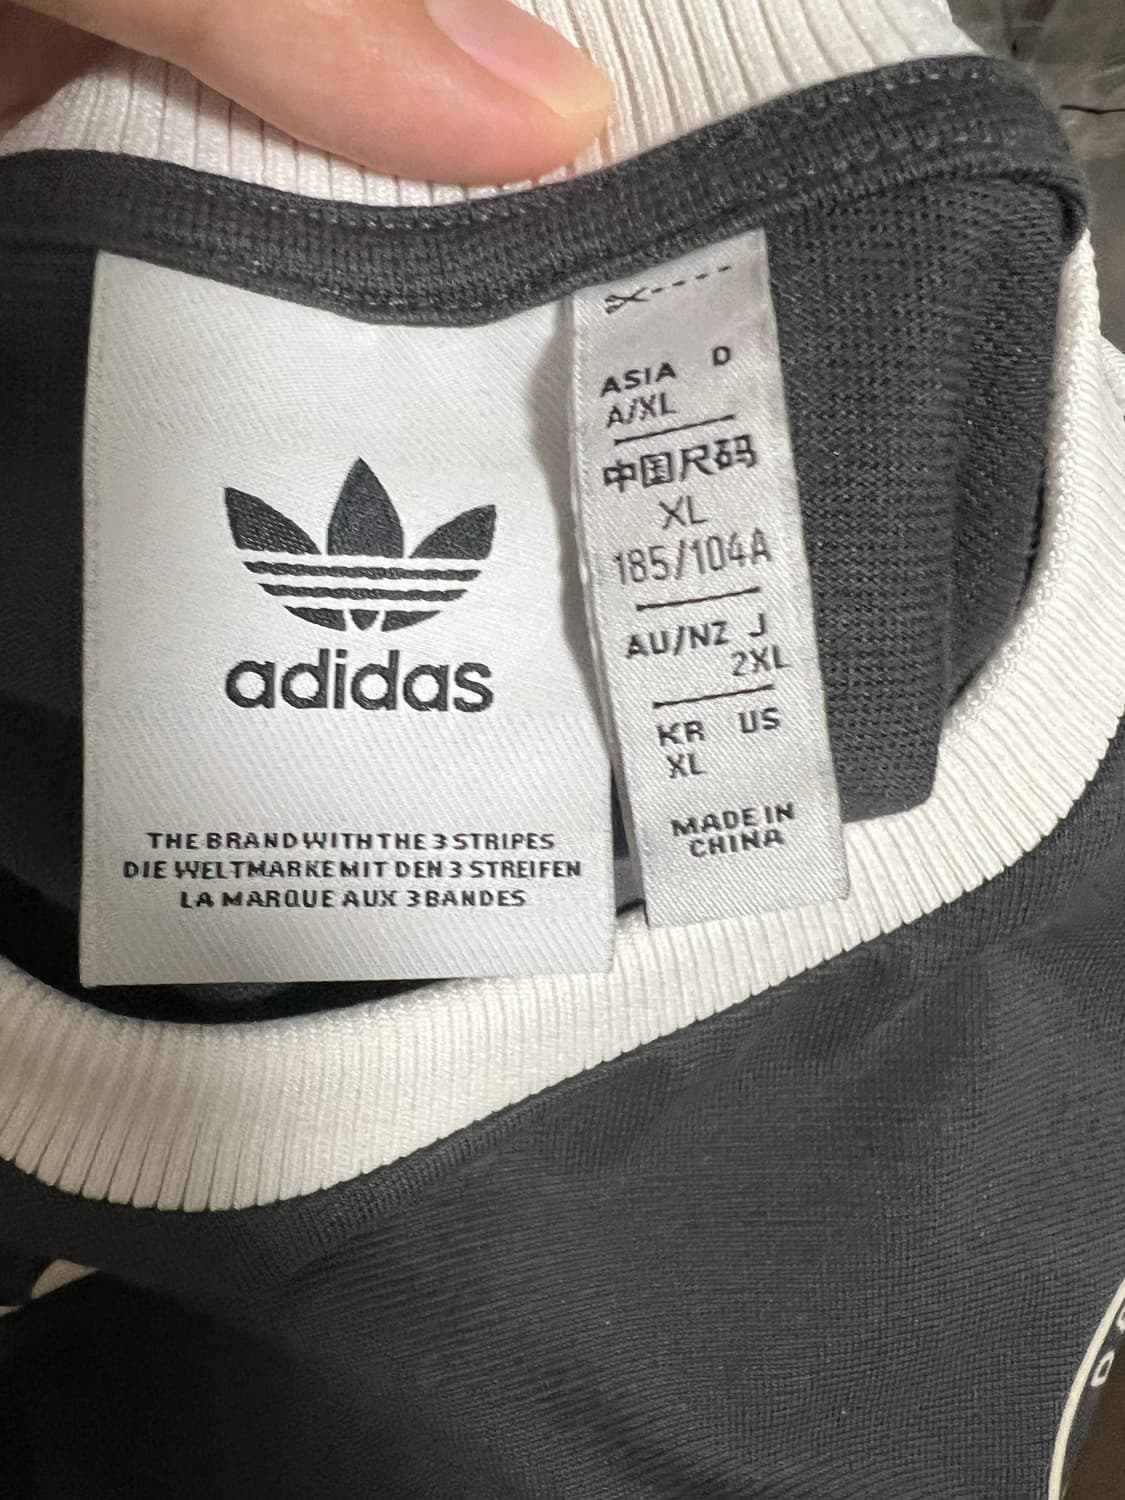 adidas
THE BRAND WITH THE 3 STRIPES
DIE WELTMARKE MIT DEN 3 STREIFEN
LA MARQUE AUX 3 BANDES
ASIA D
A/XL
中国尺码
XL
185/104A
AU/NZ J
2XL
KR US
XL
MADE IN
CHINA